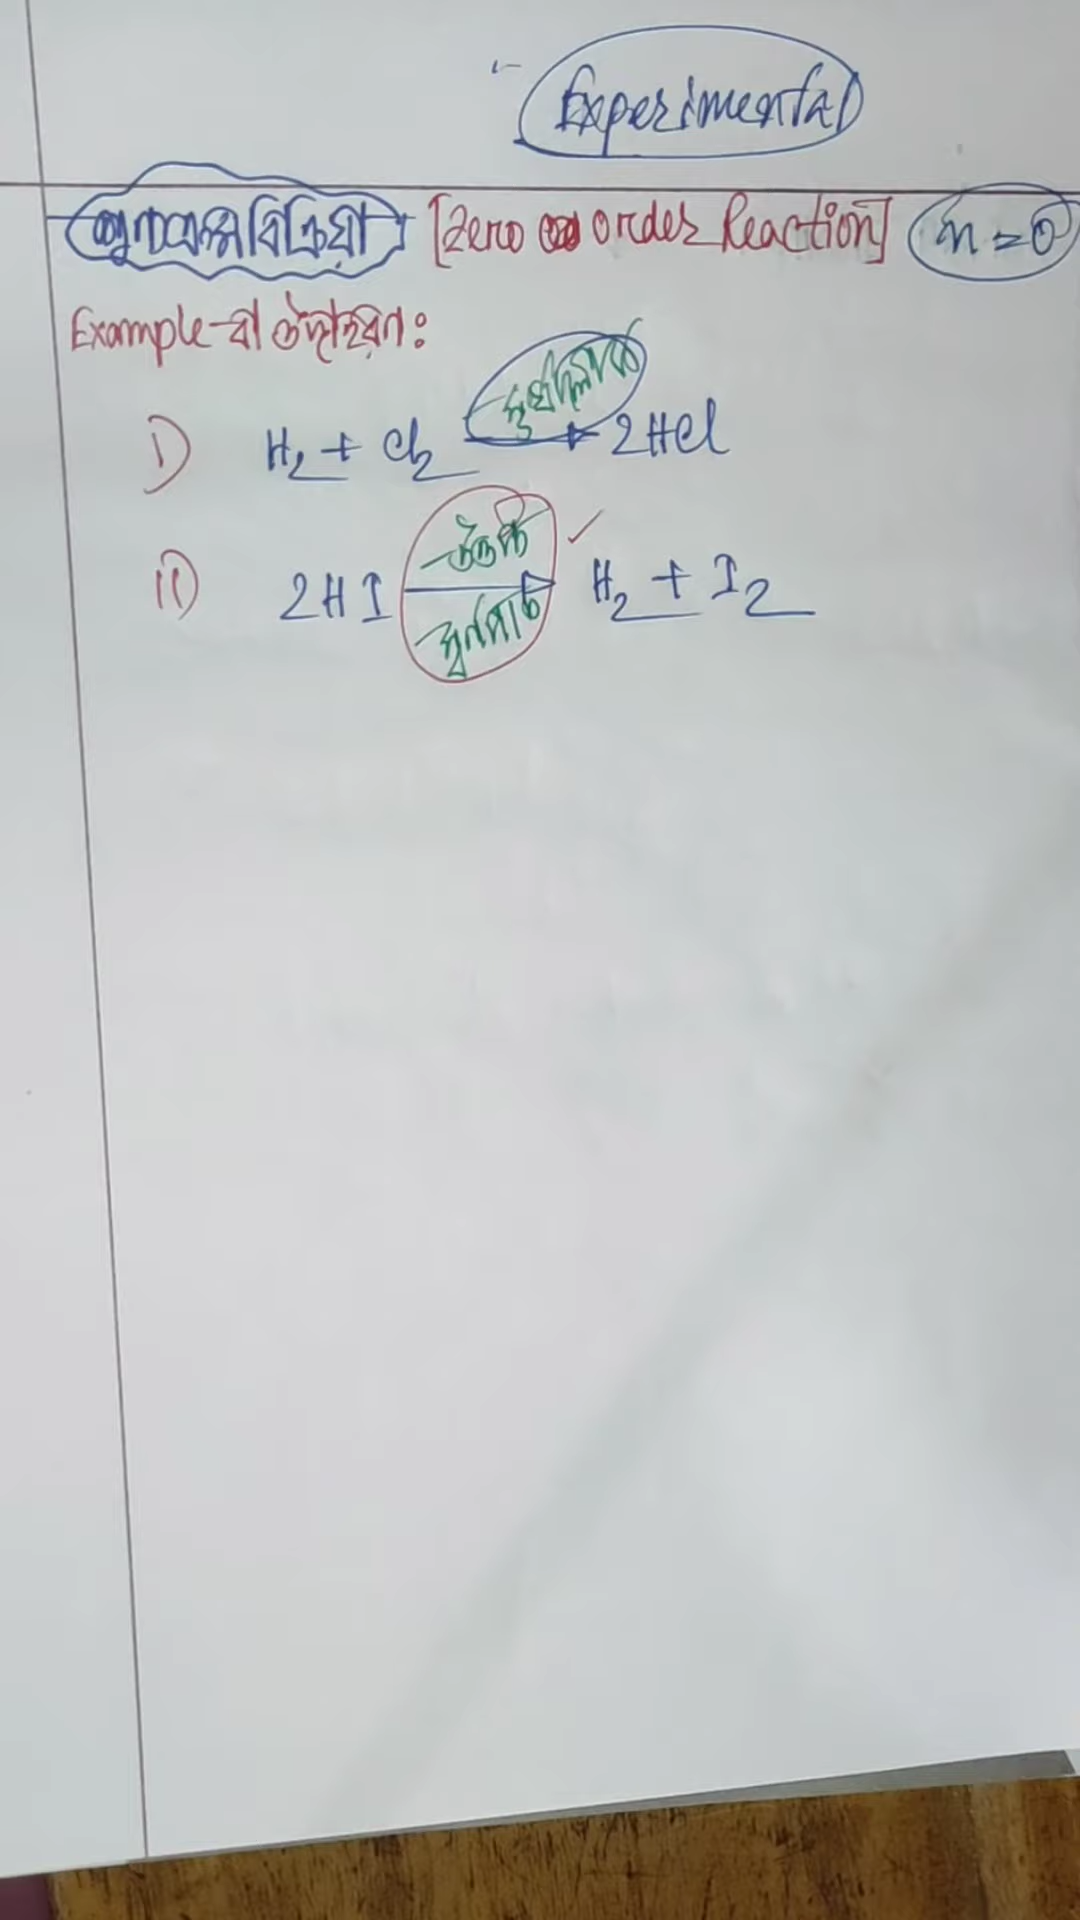 Experimental
শূন্যক্রম বিক্রিয়া [Zero order Reaction] n = 0
Example বা উদাহরণ :
i) H₂ + Cl₂ সূর্যালোক → 2HCl
ii) 2HI উত্তপ্ত → স্বর্ণপাত H₂ + I₂